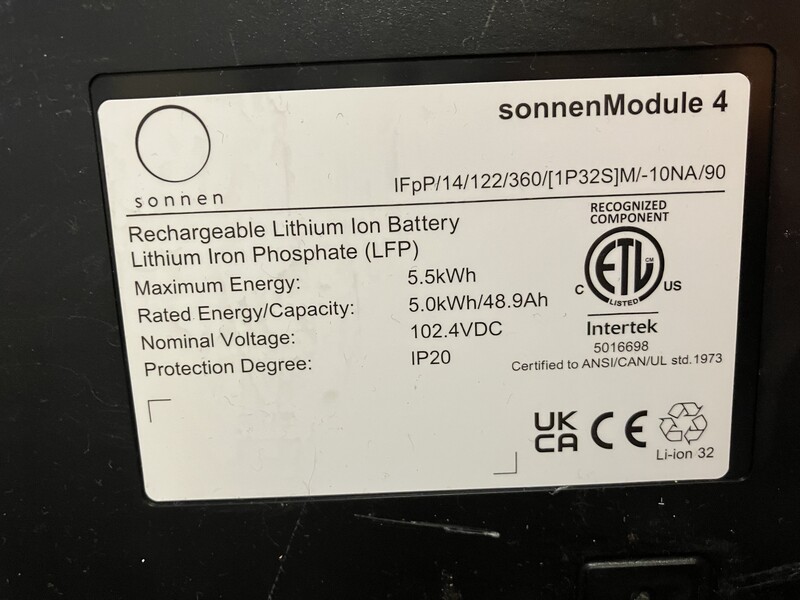 sonnenModule 4
sonnen
IFpP/14/122/360/[1P32S]M/-10NA/90
Rechargeable Lithium Ion Battery
Lithium Iron Phosphate (LFP)
Maximum Energy: 5.5kWh
Rated Energy/Capacity: 5.0kWh/48.9Ah
Nominal Voltage: 102.4VDC
Protection Degree: IP20
RECOGNIZED
COMPONENT
C ETL CM US
LISTED
Intertek
5016698
Certified to ANSI/CAN/UL std.1973
UK
CA CE
Li-ion 32